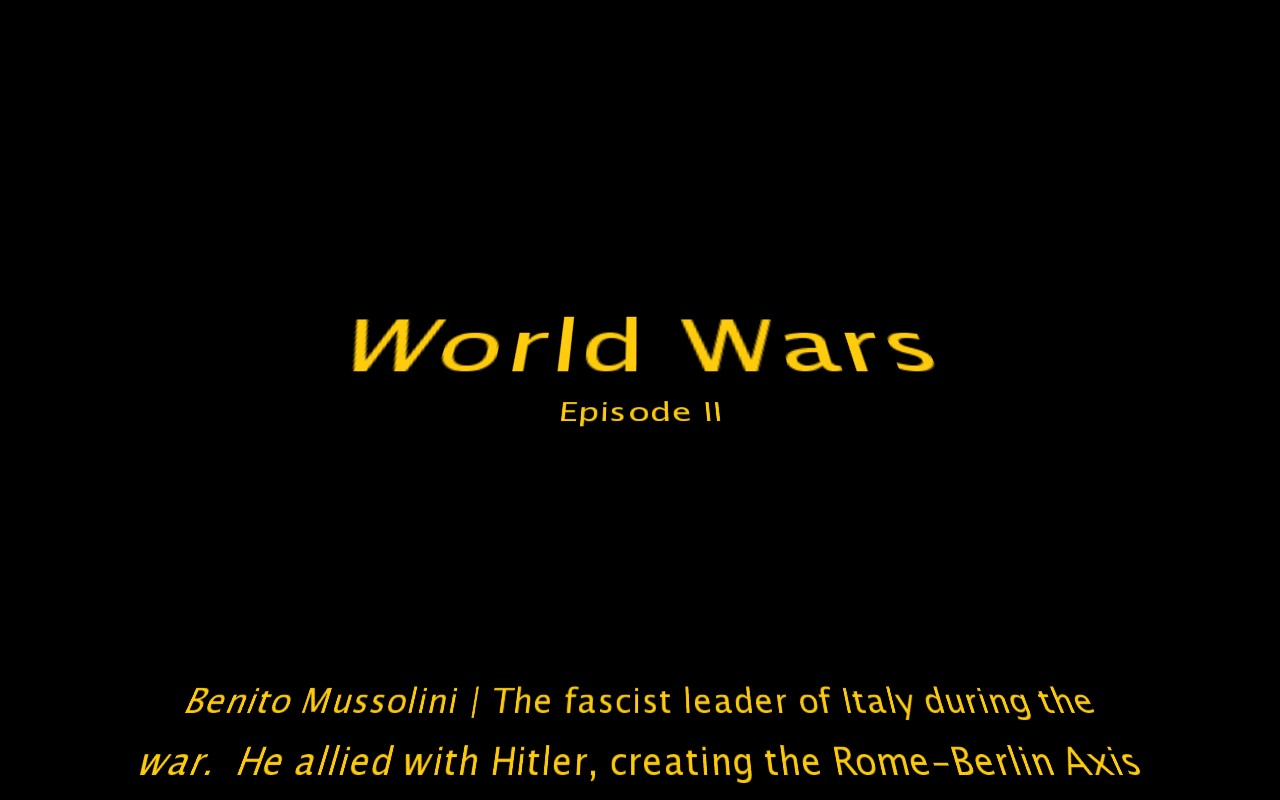 World Wars
Episode II
Benito Mussolini | The fascist leader of Italy during the
war.  He allied with Hitler, creating the Rome-Berlin Axis